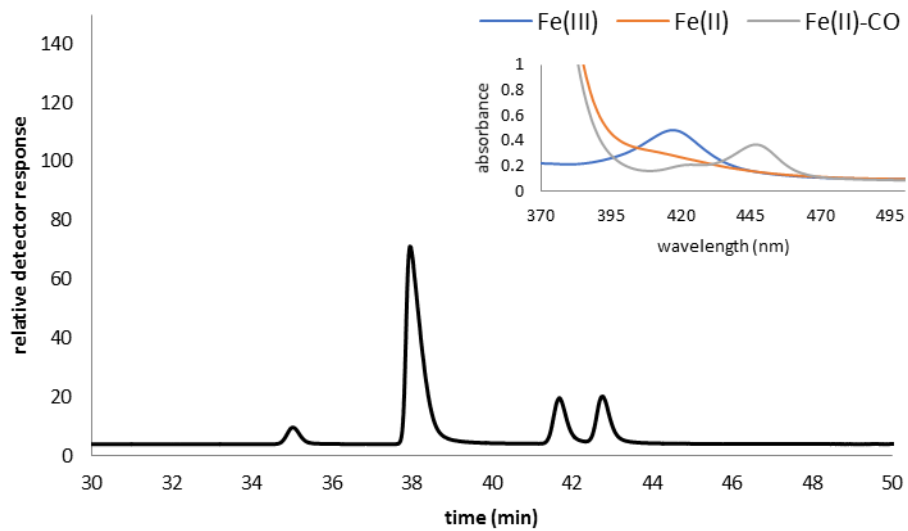 Fe(III) Fe(II) Fe(II)-CO
140
120
100
80
60
40
20
0
relative detector response
1
0.8
0.6
0.4
0.2
0
absorbance
370 395 420 445 470 495
wavelength (nm)
30 32 34 36 38 40 42 44 46 48 50
time (min)